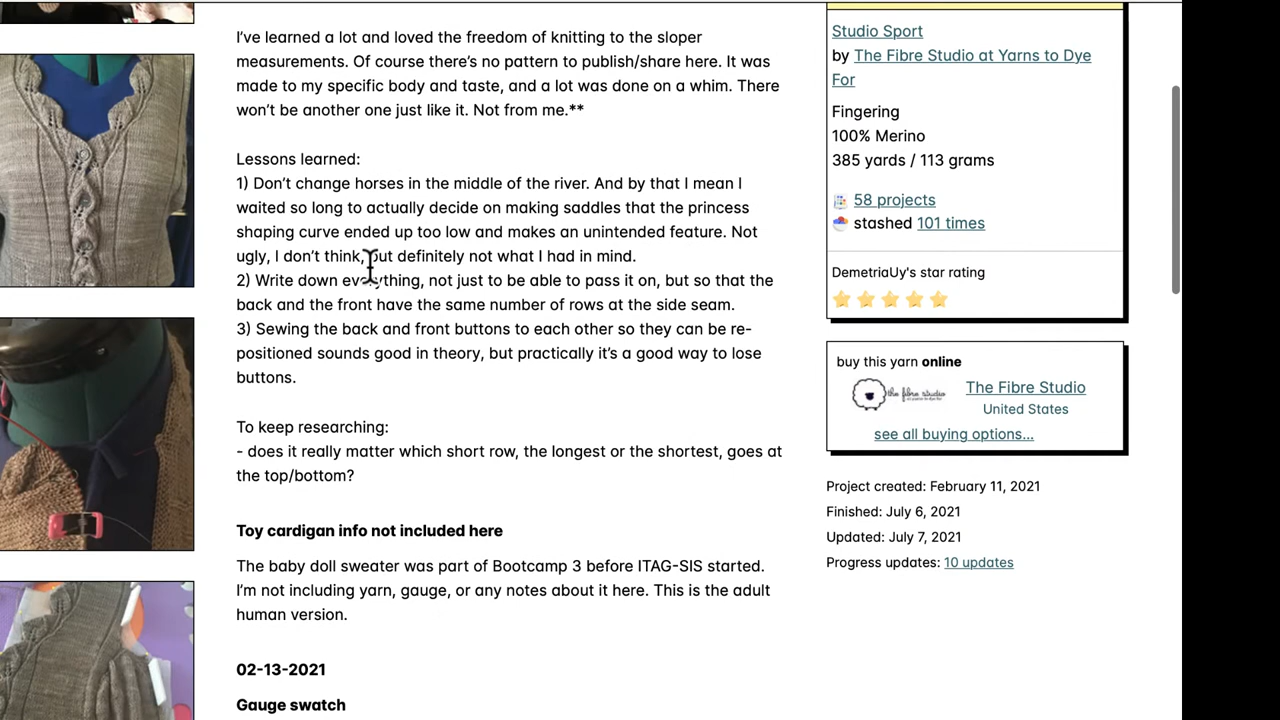 I've learned a lot and loved the freedom of knitting to the sloper
measurements. Of course there's no pattern to publish/share here. It was
made to my specific body and taste, and a lot was done on a whim. There
won't be another one just like it. Not from me.**
Lessons learned:
1) Don't change horses in the middle of the river. And by that I mean I
waited so long to actually decide on making saddles that the princess
shaping curve ended up too low and makes an unintended feature. Not
ugly, I don't think, but definitely not what I had in mind.
2) Write down everything, not just to be able to pass it on, but so that the
back and the front have the same number of rows at the side seam.
3) Sewing the back and front buttons to each other so they can be re-
positioned sounds good in theory, but practically it's a good way to lose
buttons.
To keep researching:
- does it really matter which short row, the longest or the shortest, goes at
the top/bottom?
Toy cardigan info not included here
The baby doll sweater was part of Bootcamp 3 before ITAG-SIS started.
I'm not including yarn, gauge, or any notes about it here. This is the adult
human version.
02-13-2021
Gauge swatch
Studio Sport
by The Fibre Studio at Yarns to Dye
For
Fingering
100% Merino
385 yards / 113 grams
58 projects
stashed 101 times
DemetriaUy's star rating
buy this yarn online
the fibre studio
The Fibre Studio
United States
see all buying options...
Project created: February 11, 2021
Finished: July 6, 2021
Updated: July 7, 2021
Progress updates: 10 updates